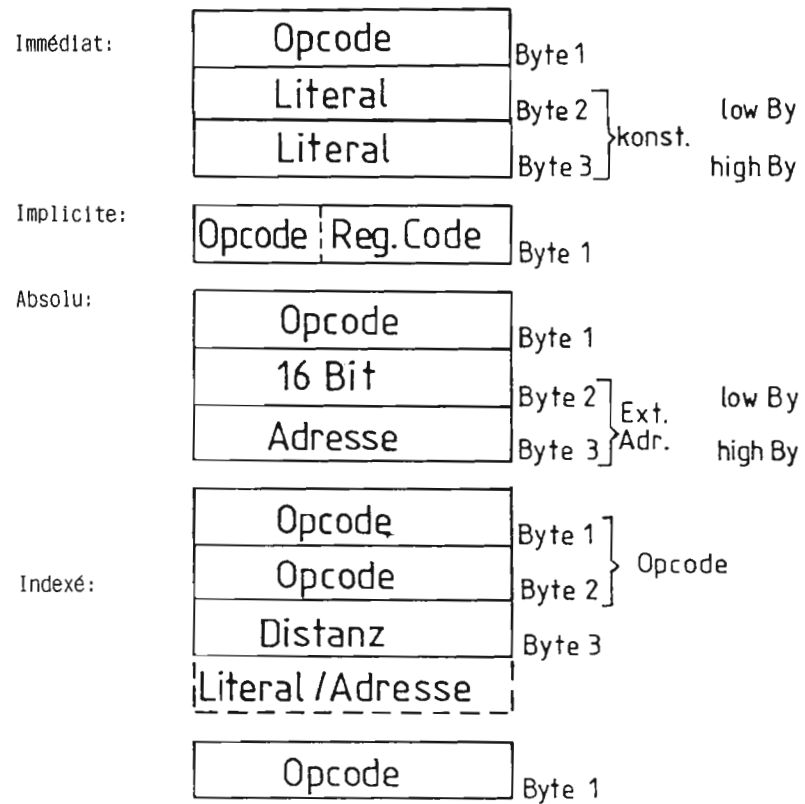 Immédiat:
Opcode Byte 1
Literal Byte 2 low By
konst.
Literal Byte 3 high By
Implicite:
Opcode Reg. Code Byte 1
Absolu:
Opcode Byte 1
16 Bit Byte 2 Ext. low By
Adresse Byte 3 Adr. high By
Opcode Byte 1
Opcode
Indexé:
Opcode Byte 2
Distanz Byte 3
Literal / Adresse
Opcode Byte 1